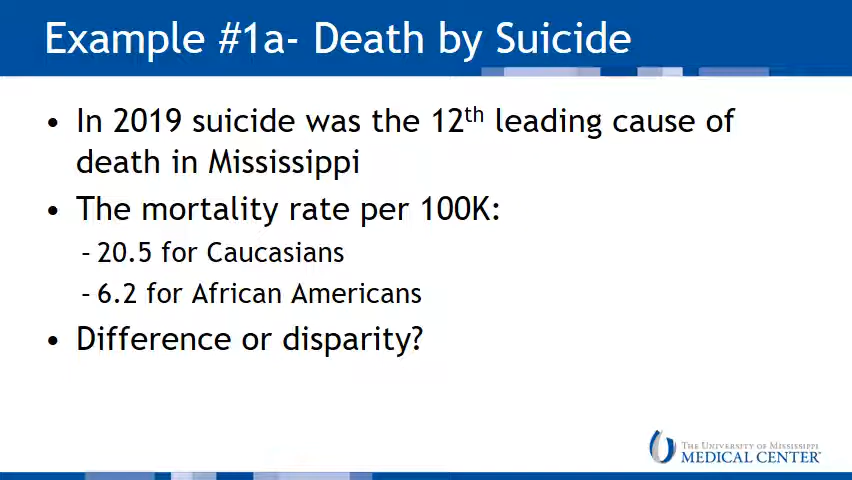 Example #1a- Death by Suicide
• In 2019 suicide was the 12th leading cause of
death in Mississippi
• The mortality rate per 100K:
– 20.5 for Caucasians
– 6.2 for African Americans
• Difference or disparity?
THE UNIVERSITY OF MISSISSIPPI
MEDICAL CENTER